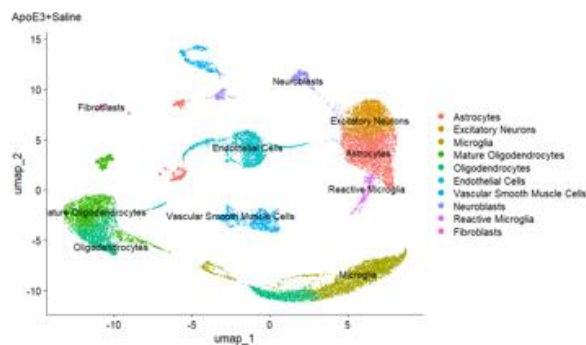 ApoE3+Saline
15
10
5
0
-5
-10
umap_2
-10
-5
0
5
umap_1
Neuroblasts
Fibroblasts
Excitatory Neurons
Endothelial Cells
Astrocytes
Reactive Microglia
ature Oligodendrocytes
Vascular Smooth Muscle Cells
Oligodendrocytes
Microglia
Astrocytes
Excitatory Neurons
Microglia
Mature Oligodendrocytes
Oligodendrocytes
Endothelial Cells
Vascular Smooth Muscle Cells
Neuroblasts
Reactive Microglia
Fibroblasts